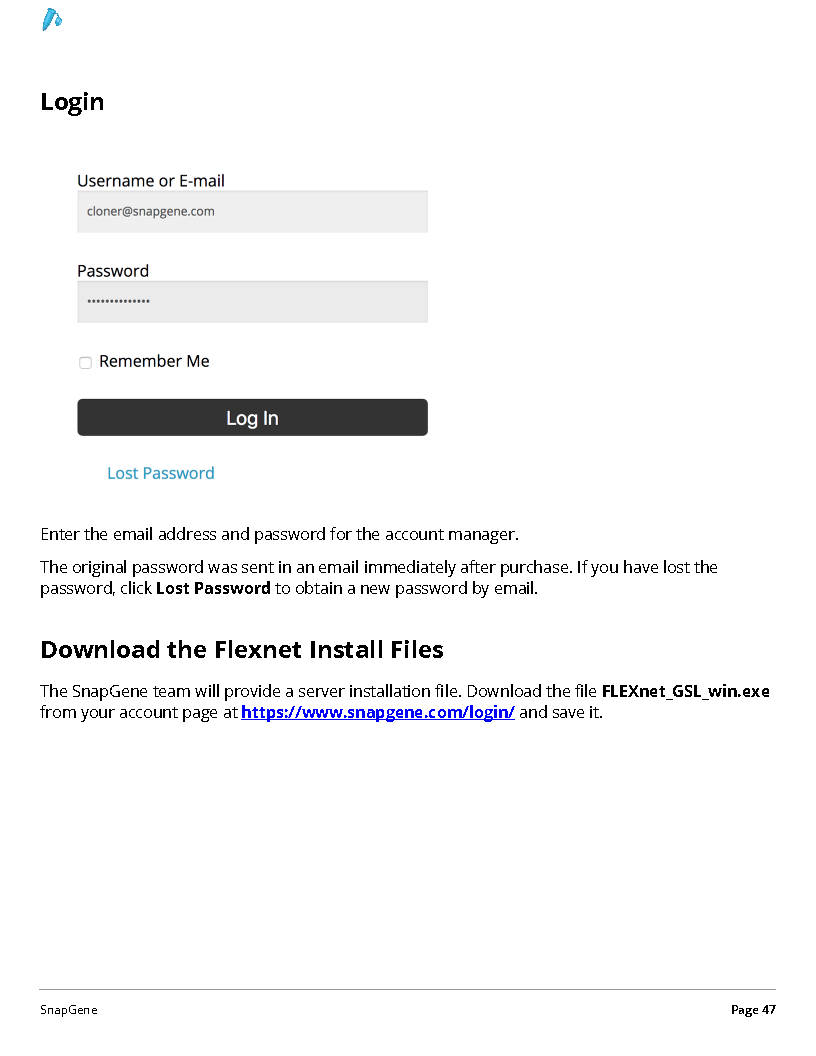 Login
Username or E-mail
cloner@snapgene.com
Password
••••••••••••••
Remember Me
Log In
Lost Password
Enter the email address and password for the account manager.
The original password was sent in an email immediately after purchase. If you have lost the
password, click Lost Password to obtain a new password by email.
Download the Flexnet Install Files
The SnapGene team will provide a server installation file. Download the file FLEXnet_GSL_win.exe
from your account page at https://www.snapgene.com/login/ and save it.
SnapGene Page 47